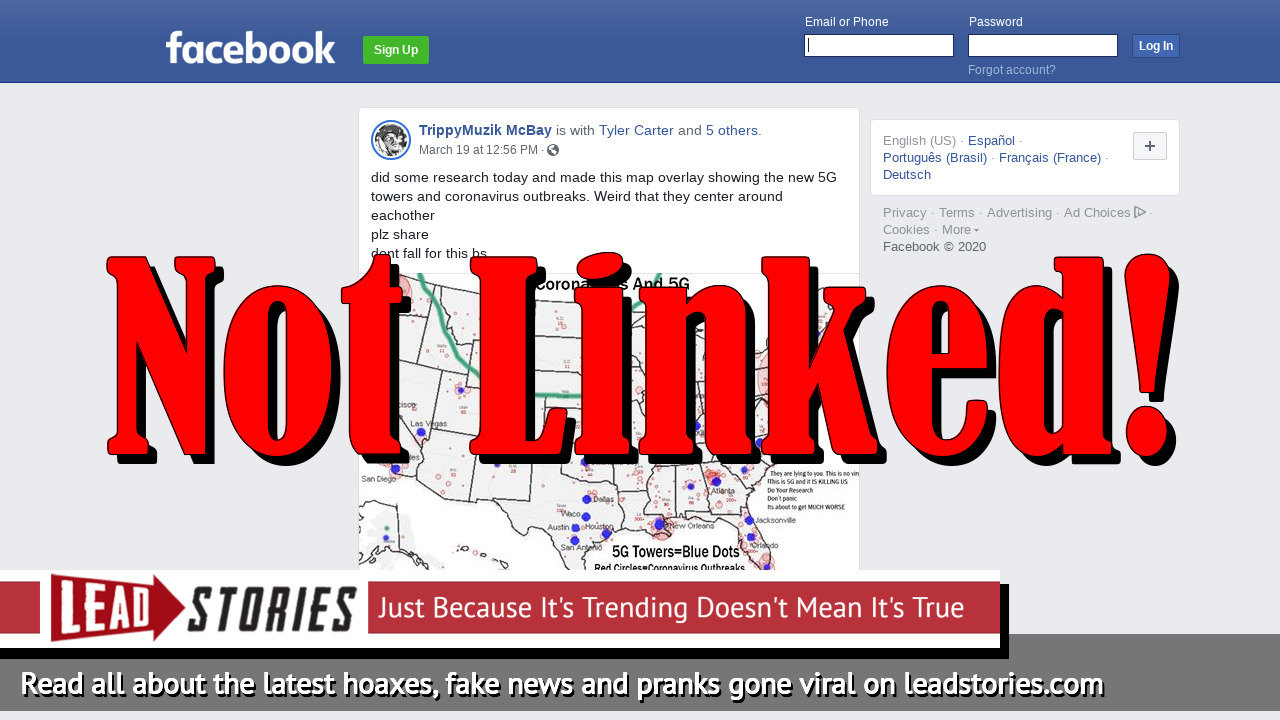 facebook
Sign Up
Email or Phone
Password
Log In
Forgot account?
TrippyMuzik McBay is with Tyler Carter and 5 others.
March 19 at 12:56 PM ·
did some research today and made this map overlay showing the new 5G
towers and coronavirus outbreaks. Weird that they center around
eachother
plz share
dont fall for this bs
English (US) · Español ·
Português (Brasil) · Français (France) ·
Deutsch
Privacy · Terms · Advertising · Ad Choices ·
Cookies · More
Facebook © 2020
And 5G
Not Linked!
Las Vegas
San Diego
Dallas
Waco
Austin
Houston
San Antonio
New Orleans
Atlanta
Jacksonville
Orlando
They are lying to you. This is no
This is 5G and it IS KILLING US
Do Your Research
Don't panic
Its about to get MUCH WORSE
5G Towers=Blue Dots
Red Circles=Coronavirus Outbreaks
LEAD STORIES
Just Because It's Trending Doesn't Mean It's True
Read all about the latest hoaxes, fake news and pranks gone viral on leadstories.com